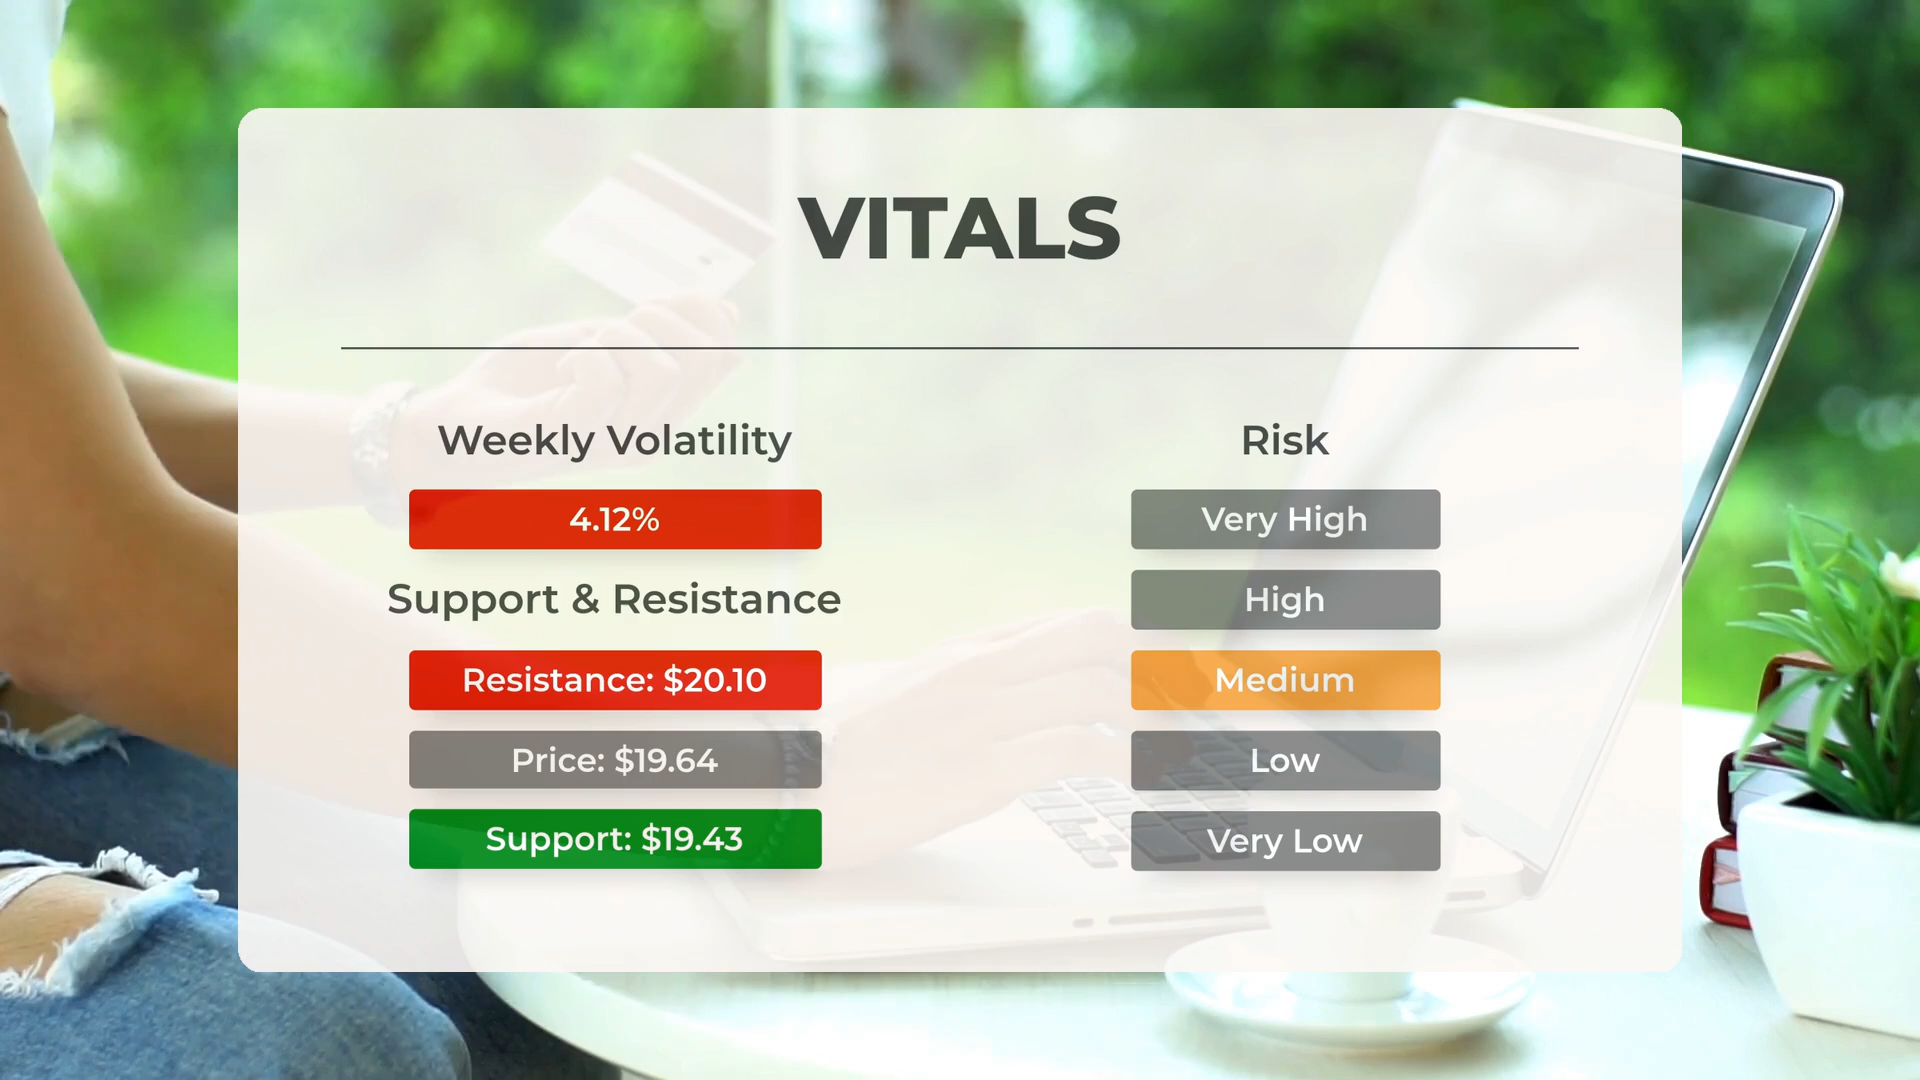 VITALS
Weekly Volatility
4.12%
Support & Resistance
Resistance: $20.10
Price: $19.64
Support: $19.43
Risk
Very High
High
Medium
Low
Very Low